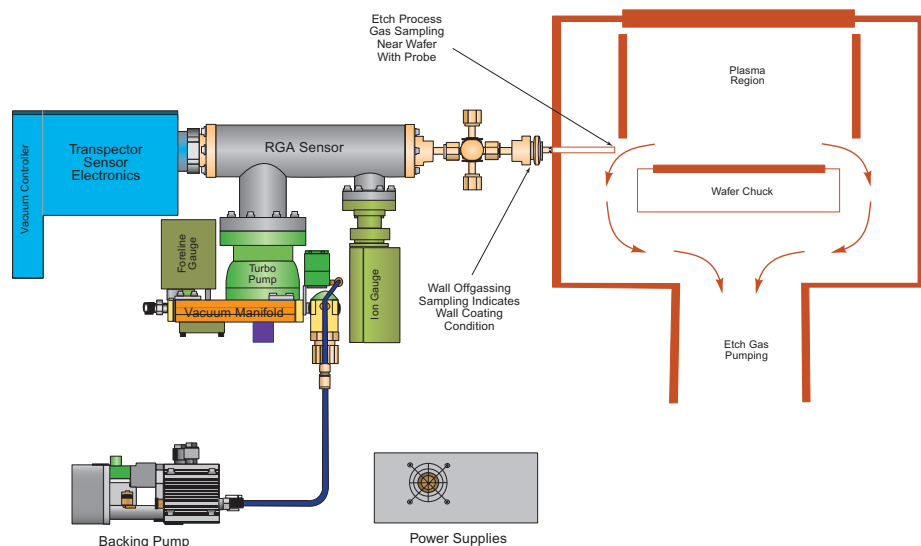 Etch Process
Gas Sampling
Near Wafer
With Probe
Plasma
Region
Vacuum Controller
Transpector
Sensor
Electronics
RGA Sensor
Wafer Chuck
Foreline
Gauge
Turbo
Pump
Ion Gauge
Vacuum Manifold
Wall Offgassing
Sampling Indicates
Wall Coating
Condition
Etch Gas
Pumping
Backing Pump
Power Supplies